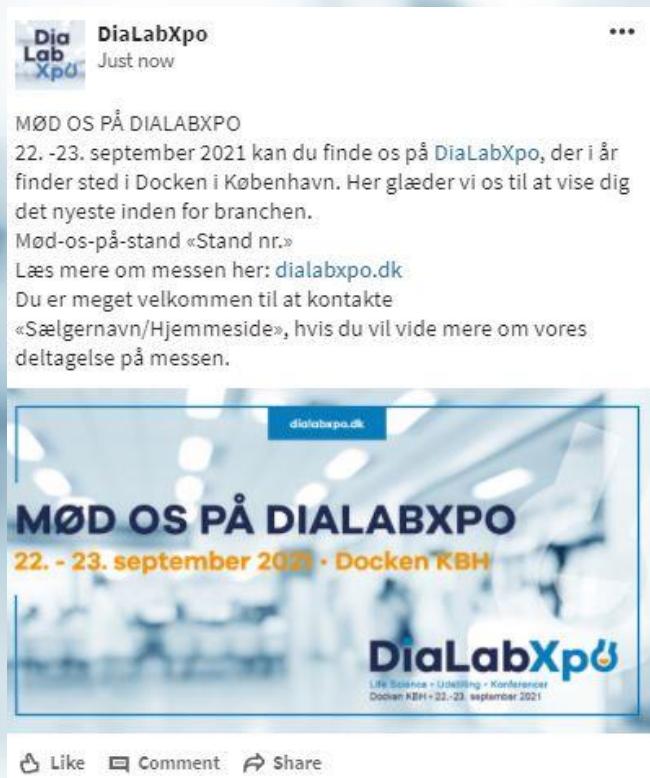 Dia
Lab
Xpo
DiaLabXpo
Just now
MØD OS PÅ DIALABXPO
22. -23. september 2021 kan du finde os på DiaLabXpo, der i år
finder sted i Docken i København. Her glæder vi os til at vise dig
det nyeste inden for branchen.
Mød-os-på-stand «Stand nr.»
Læs mere om messen her: dialabxpo.dk
Du er meget velkommen til at kontakte
«Sælgernavn/Hjemmeside», hvis du vil vide mere om vores
deltagelse på messen.
dialabxpo.dk
MØD OS PÅ DIALABXPO
22. - 23. september 2021 · Docken KBH
DiaLabXpo
Life Science • Udstilling • Konferencer
Docken KBH • 22.-23. september 2021
Like Comment Share